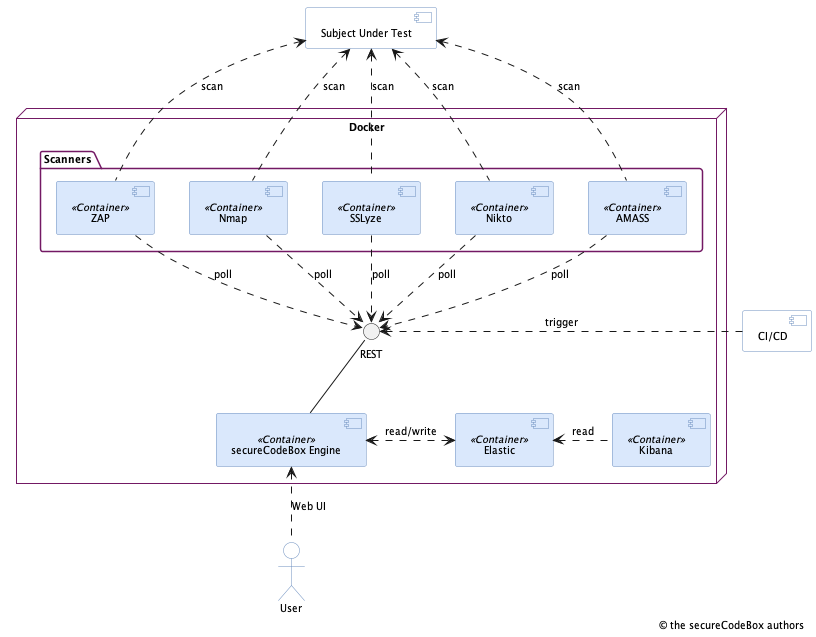 Subject Under Test
scan
scan
scan
scan
scan
Docker
Scanners
«Container»
ZAP
«Container»
Nmap
«Container»
SSLyze
«Container»
Nikto
«Container»
AMASS
poll
poll
poll
poll
poll
trigger
CI/CD
REST
«Container»
secureCodeBox Engine
read/write
«Container»
Elastic
read
«Container»
Kibana
Web UI
User
© the secureCodeBox authors